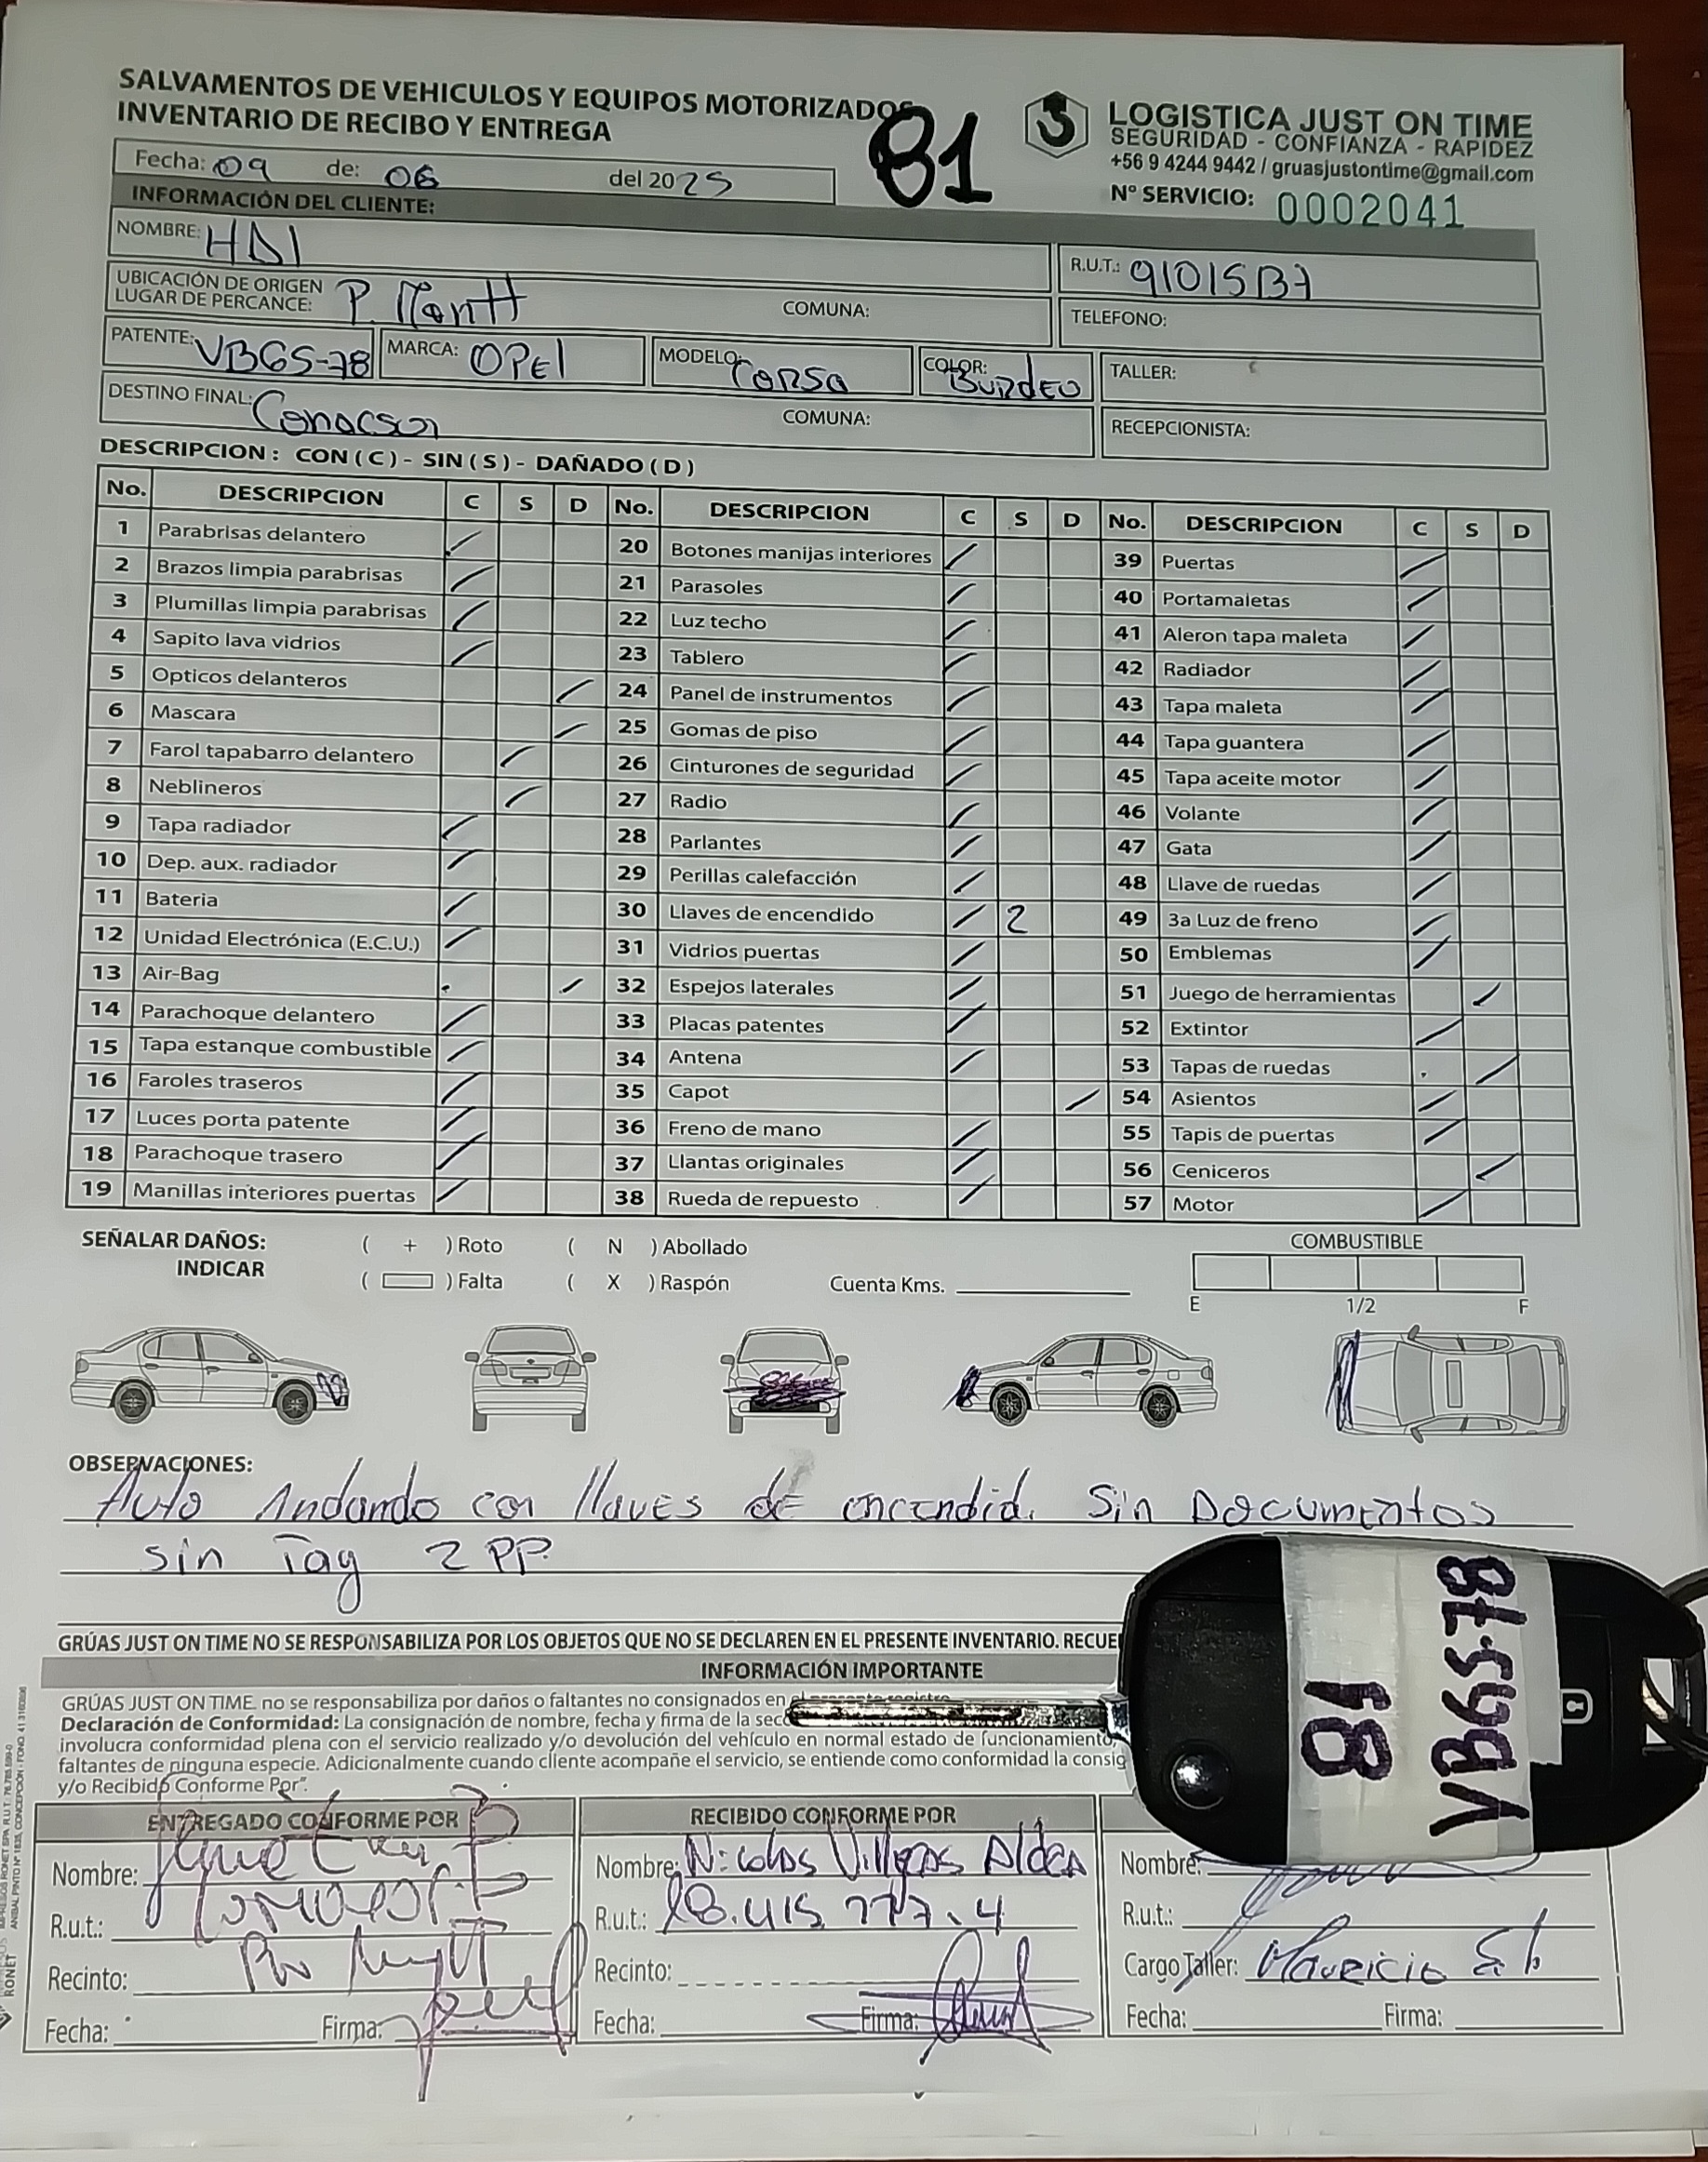 SALVAMENTOS DE VEHICULOS Y EQUIPOS MOTORIZADOS
INVENTARIO DE RECIBO Y ENTREGA
81
LOGISTICA JUST ON TIME
SEGURIDAD - CONFIANZA - RAPIDEZ
+56 9 4244 9442 / gruasjustontime@gmail.com
N° SERVICIO: 0002041
Fecha: 09 de: 06 del 2025
INFORMACIÓN DEL CLIENTE:
NOMBRE: HDI
R.U.T.: 91015B7
UBICACIÓN DE ORIGEN
LUGAR DE PERCANCE: P. Montt COMUNA:
TELEFONO:
PATENTE: VBGS-78 MARCA: OPEl MODELO: CORSA COLOR: BURDEO TALLER:
DESTINO FINAL: COMUNA:
RECEPCIONISTA:
DESCRIPCION : CON ( C ) - SIN ( S ) - DAÑADO ( D )
No. DESCRIPCION C S D No. DESCRIPCION C S D No. DESCRIPCION C S D
1 Parabrisas delantero / 20 Botones manijas interiores / 39 Puertas /
2 Brazos limpia parabrisas / 21 Parasoles / 40 Portamaletas /
3 Plumillas limpia parabrisas / 22 Luz techo / 41 Aleron tapa maleta /
4 Sapito lava vidrios / 23 Tablero / 42 Radiador /
5 Opticos delanteros / 24 Panel de instrumentos / 43 Tapa maleta /
6 Mascara / 25 Gomas de piso / 44 Tapa guantera /
7 Farol tapabarro delantero / 26 Cinturones de seguridad / 45 Tapa aceite motor /
8 Neblineros / 27 Radio / 46 Volante /
9 Tapa radiador / 28 Parlantes / 47 Gata /
10 Dep. aux. radiador / 29 Perillas calefacción / 48 Llave de ruedas /
11 Bateria / 30 Llaves de encendido / 2 49 3a Luz de freno /
12 Unidad Electrónica (E.C.U.) / 31 Vidrios puertas / 50 Emblemas /
13 Air-Bag / 32 Espejos laterales / 51 Juego de herramientas /
14 Parachoque delantero / 33 Placas patentes / 52 Extintor /
15 Tapa estanque combustible / 34 Antena / 53 Tapas de ruedas /
16 Faroles traseros / 35 Capot / 54 Asientos /
17 Luces porta patente / 36 Freno de mano / 55 Tapis de puertas /
18 Parachoque trasero / 37 Llantas originales / 56 Ceniceros /
19 Manillas interiores puertas / 38 Rueda de repuesto / 57 Motor /
SEÑALAR DAÑOS: ( + ) Roto ( N ) Abollado
INDICAR ( ) Falta ( X ) Raspón Cuenta Kms.
COMBUSTIBLE
E 1/2 F
OBSERVACIONES:
Auto Andando con llaves de encendid. Sin Documentos
sin Tag 2 PP.
GRÚAS JUST ON TIME NO SE RESPONSABILIZA POR LOS OBJETOS QUE NO SE DECLAREN EN EL PRESENTE INVENTARIO. RECUE
INFORMACIÓN IMPORTANTE
GRÚAS JUST ON TIME no se responsabiliza por daños o faltantes no consignados en el presente registro
Declaración de Conformidad: La consignación de nombre, fecha y firma de la secc
involucra conformidad plena con el servicio realizado y/o devolución del vehículo en normal estado de funcionamiento,
faltantes de ninguna especie. Adicionalmente cuando cliente acompañe el servicio, se entiende como conformidad la consig
y/o Recibido Conforme Por".
81
VBGS-78
ENTREGADO CONFORME POR
Nombre:
R.u.t.:
Recinto:
Fecha: Firma:
RECIBIDO CONFORME POR
Nombre: Nicolas Villegas Aldea
R.u.t.: 18.415.777.4
Recinto:
Fecha: Firma:
Nombre:
R.u.t.:
Cargo Taller: Mauricio
Fecha: Firma:
RONET